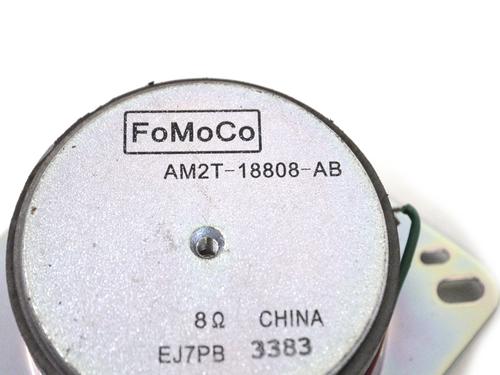 FoMoCo
AM2T-18808-AB
8Ω CHINA
EJ7PB 3383